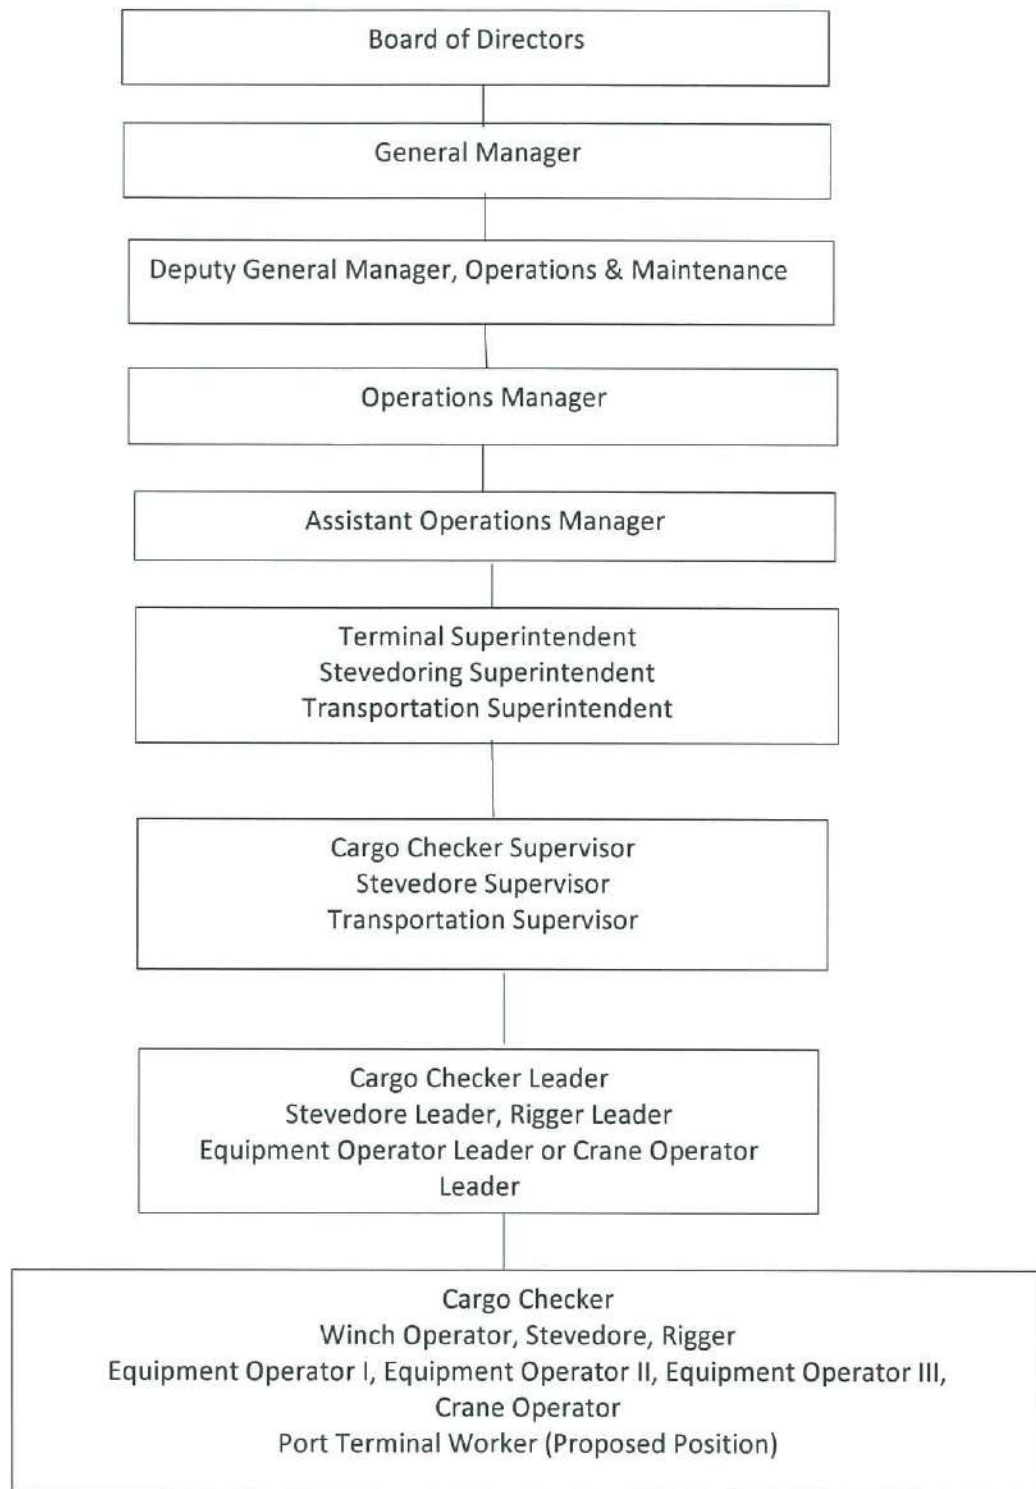 Board of Directors
General Manager
Deputy General Manager, Operations & Maintenance
Operations Manager
Assistant Operations Manager
Terminal Superintendent
Stevedoring Superintendent
Transportation Superintendent
Cargo Checker Supervisor
Stevedore Supervisor
Transportation Supervisor
Cargo Checker Leader
Stevedore Leader, Rigger Leader
Equipment Operator Leader or Crane Operator
Leader
Cargo Checker
Winch Operator, Stevedore, Rigger
Equipment Operator I, Equipment Operator II, Equipment Operator III,
Crane Operator
Port Terminal Worker (Proposed Position)